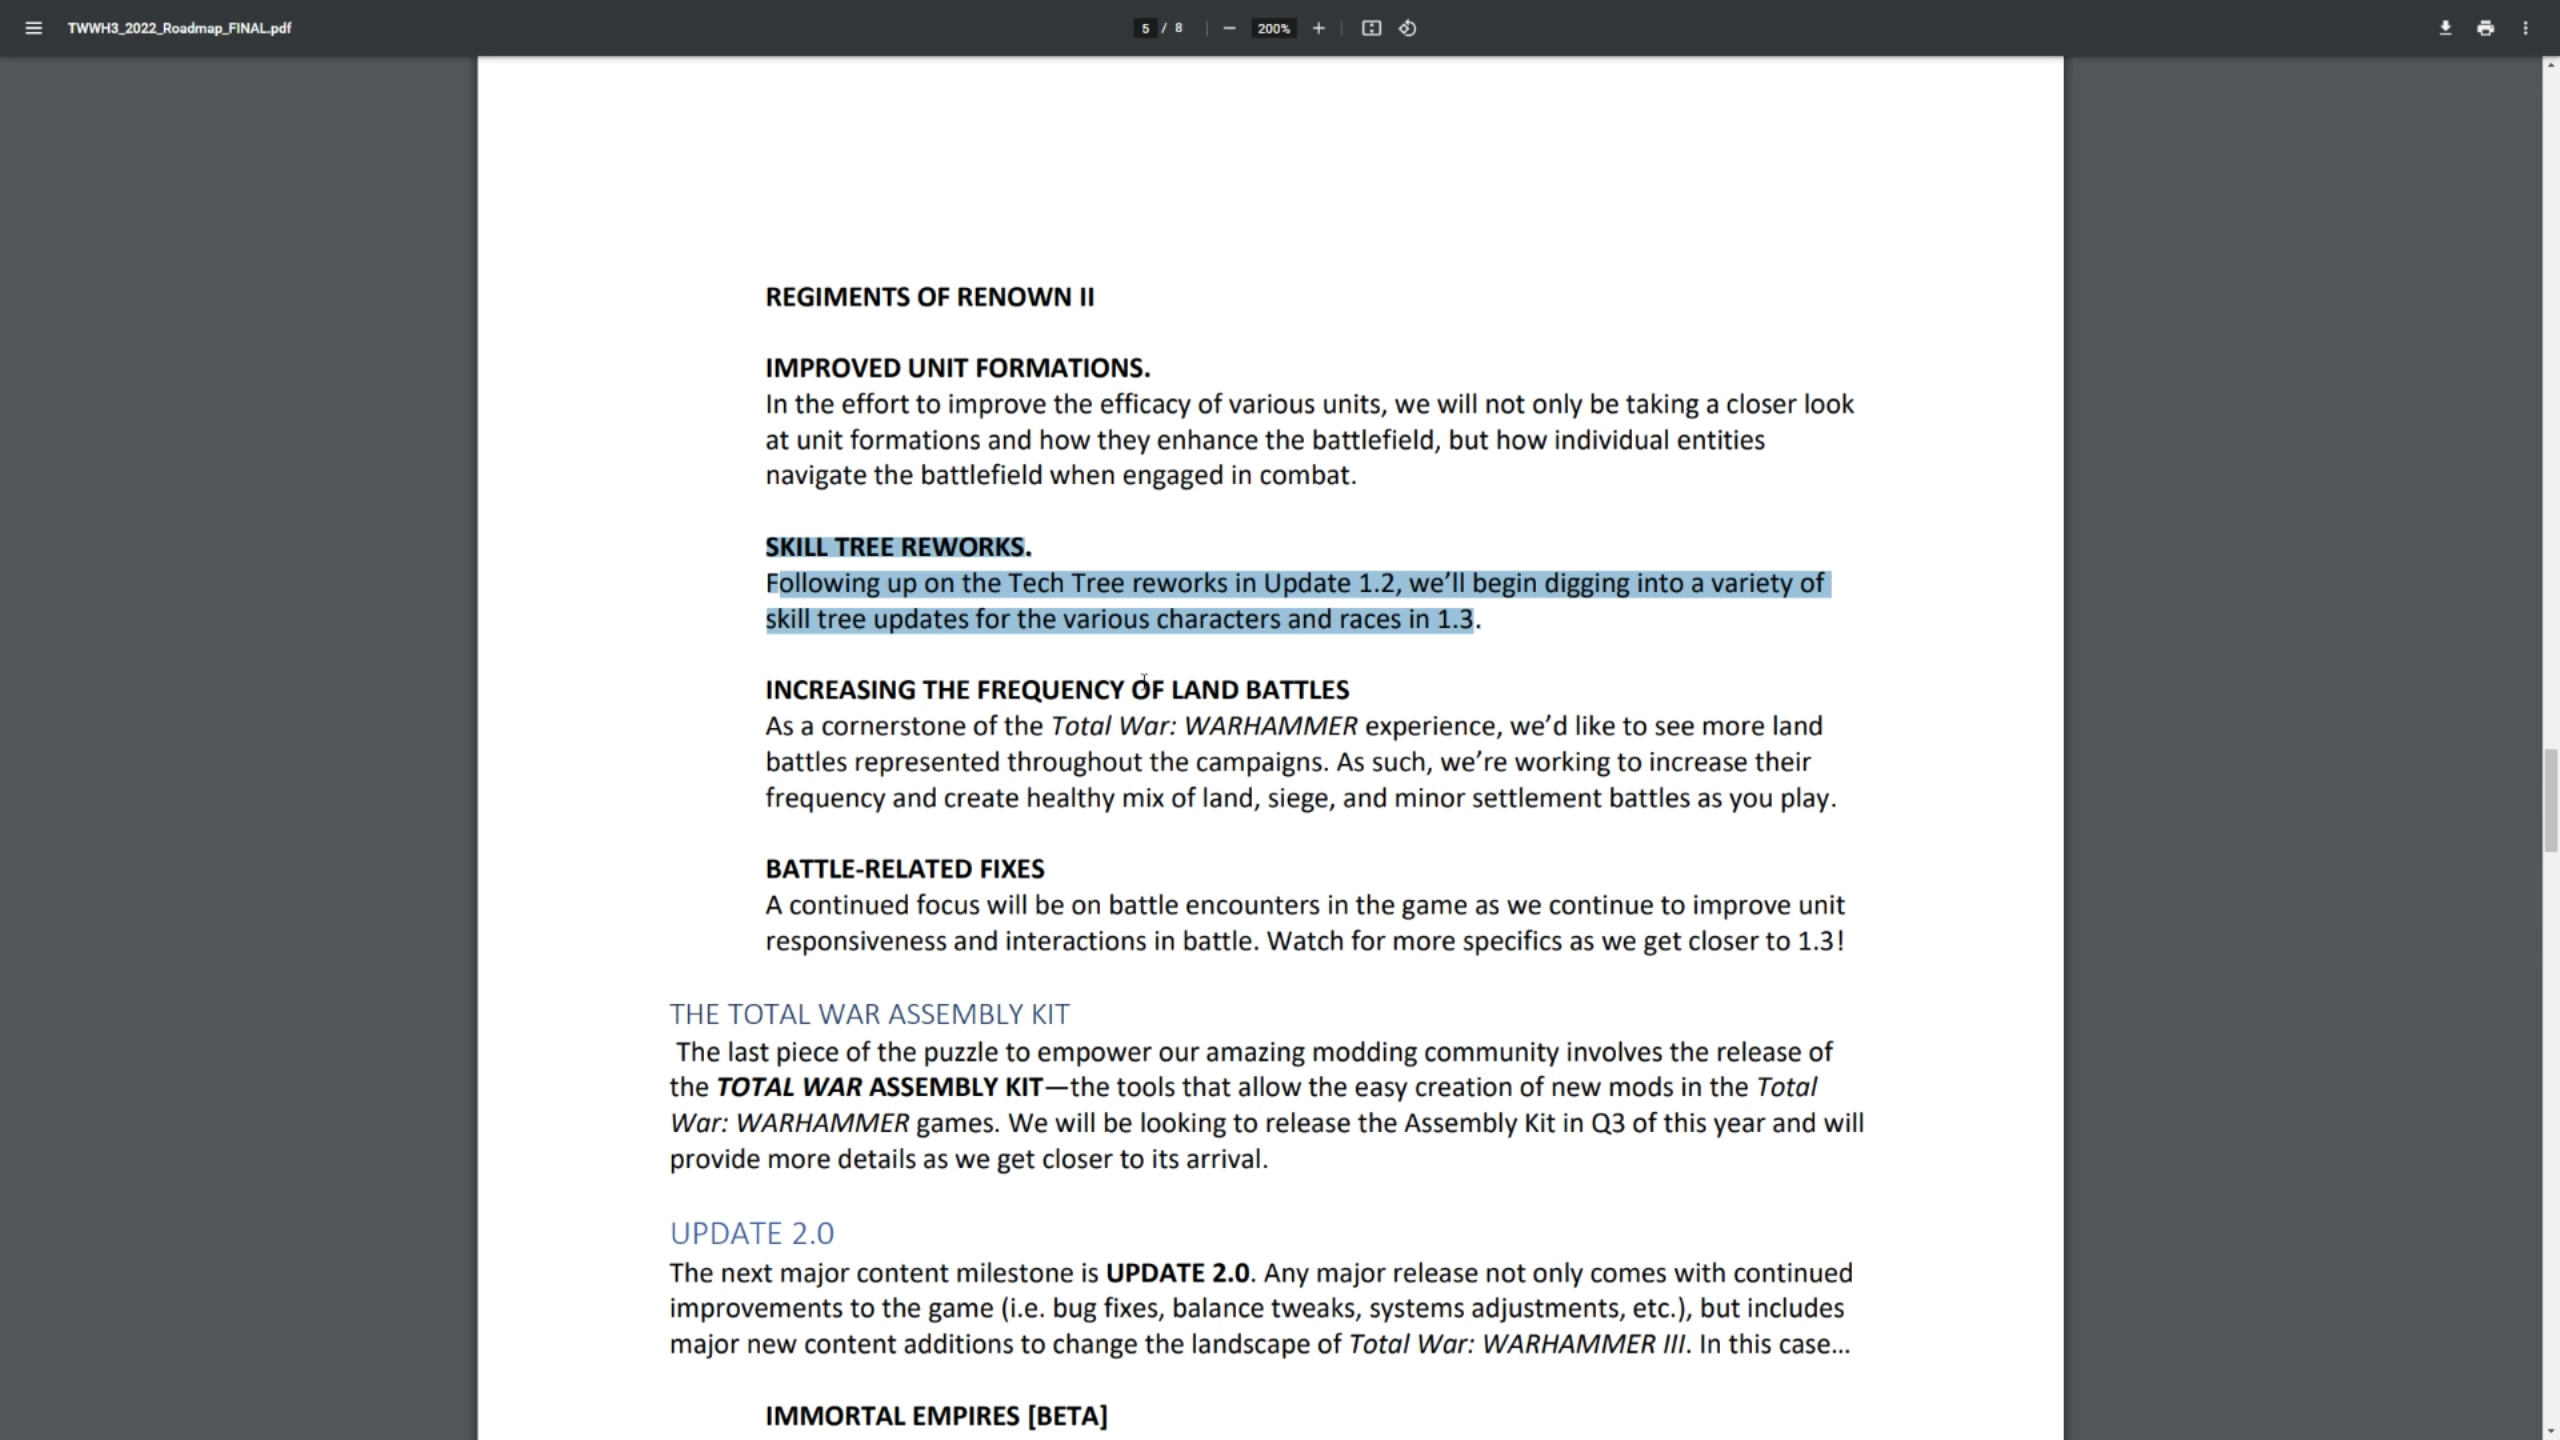 TWWH3_2022_Roadmap_FINAL.pdf
5 / 8
200%
REGIMENTS OF RENOWN II
IMPROVED UNIT FORMATIONS.
In the effort to improve the efficacy of various units, we will not only be taking a closer look
at unit formations and how they enhance the battlefield, but how individual entities
navigate the battlefield when engaged in combat.
SKILL TREE REWORKS.
Following up on the Tech Tree reworks in Update 1.2, we’ll begin digging into a variety of
skill tree updates for the various characters and races in 1.3.
INCREASING THE FREQUENCY OF LAND BATTLES
As a cornerstone of the Total War: WARHAMMER experience, we’d like to see more land
battles represented throughout the campaigns. As such, we’re working to increase their
frequency and create healthy mix of land, siege, and minor settlement battles as you play.
BATTLE-RELATED FIXES
A continued focus will be on battle encounters in the game as we continue to improve unit
responsiveness and interactions in battle. Watch for more specifics as we get closer to 1.3!
THE TOTAL WAR ASSEMBLY KIT
The last piece of the puzzle to empower our amazing modding community involves the release of
the TOTAL WAR ASSEMBLY KIT—the tools that allow the easy creation of new mods in the Total
War: WARHAMMER games. We will be looking to release the Assembly Kit in Q3 of this year and will
provide more details as we get closer to its arrival.
UPDATE 2.0
The next major content milestone is UPDATE 2.0. Any major release not only comes with continued
improvements to the game (i.e. bug fixes, balance tweaks, systems adjustments, etc.), but includes
major new content additions to change the landscape of Total War: WARHAMMER III. In this case…
IMMORTAL EMPIRES [BETA]